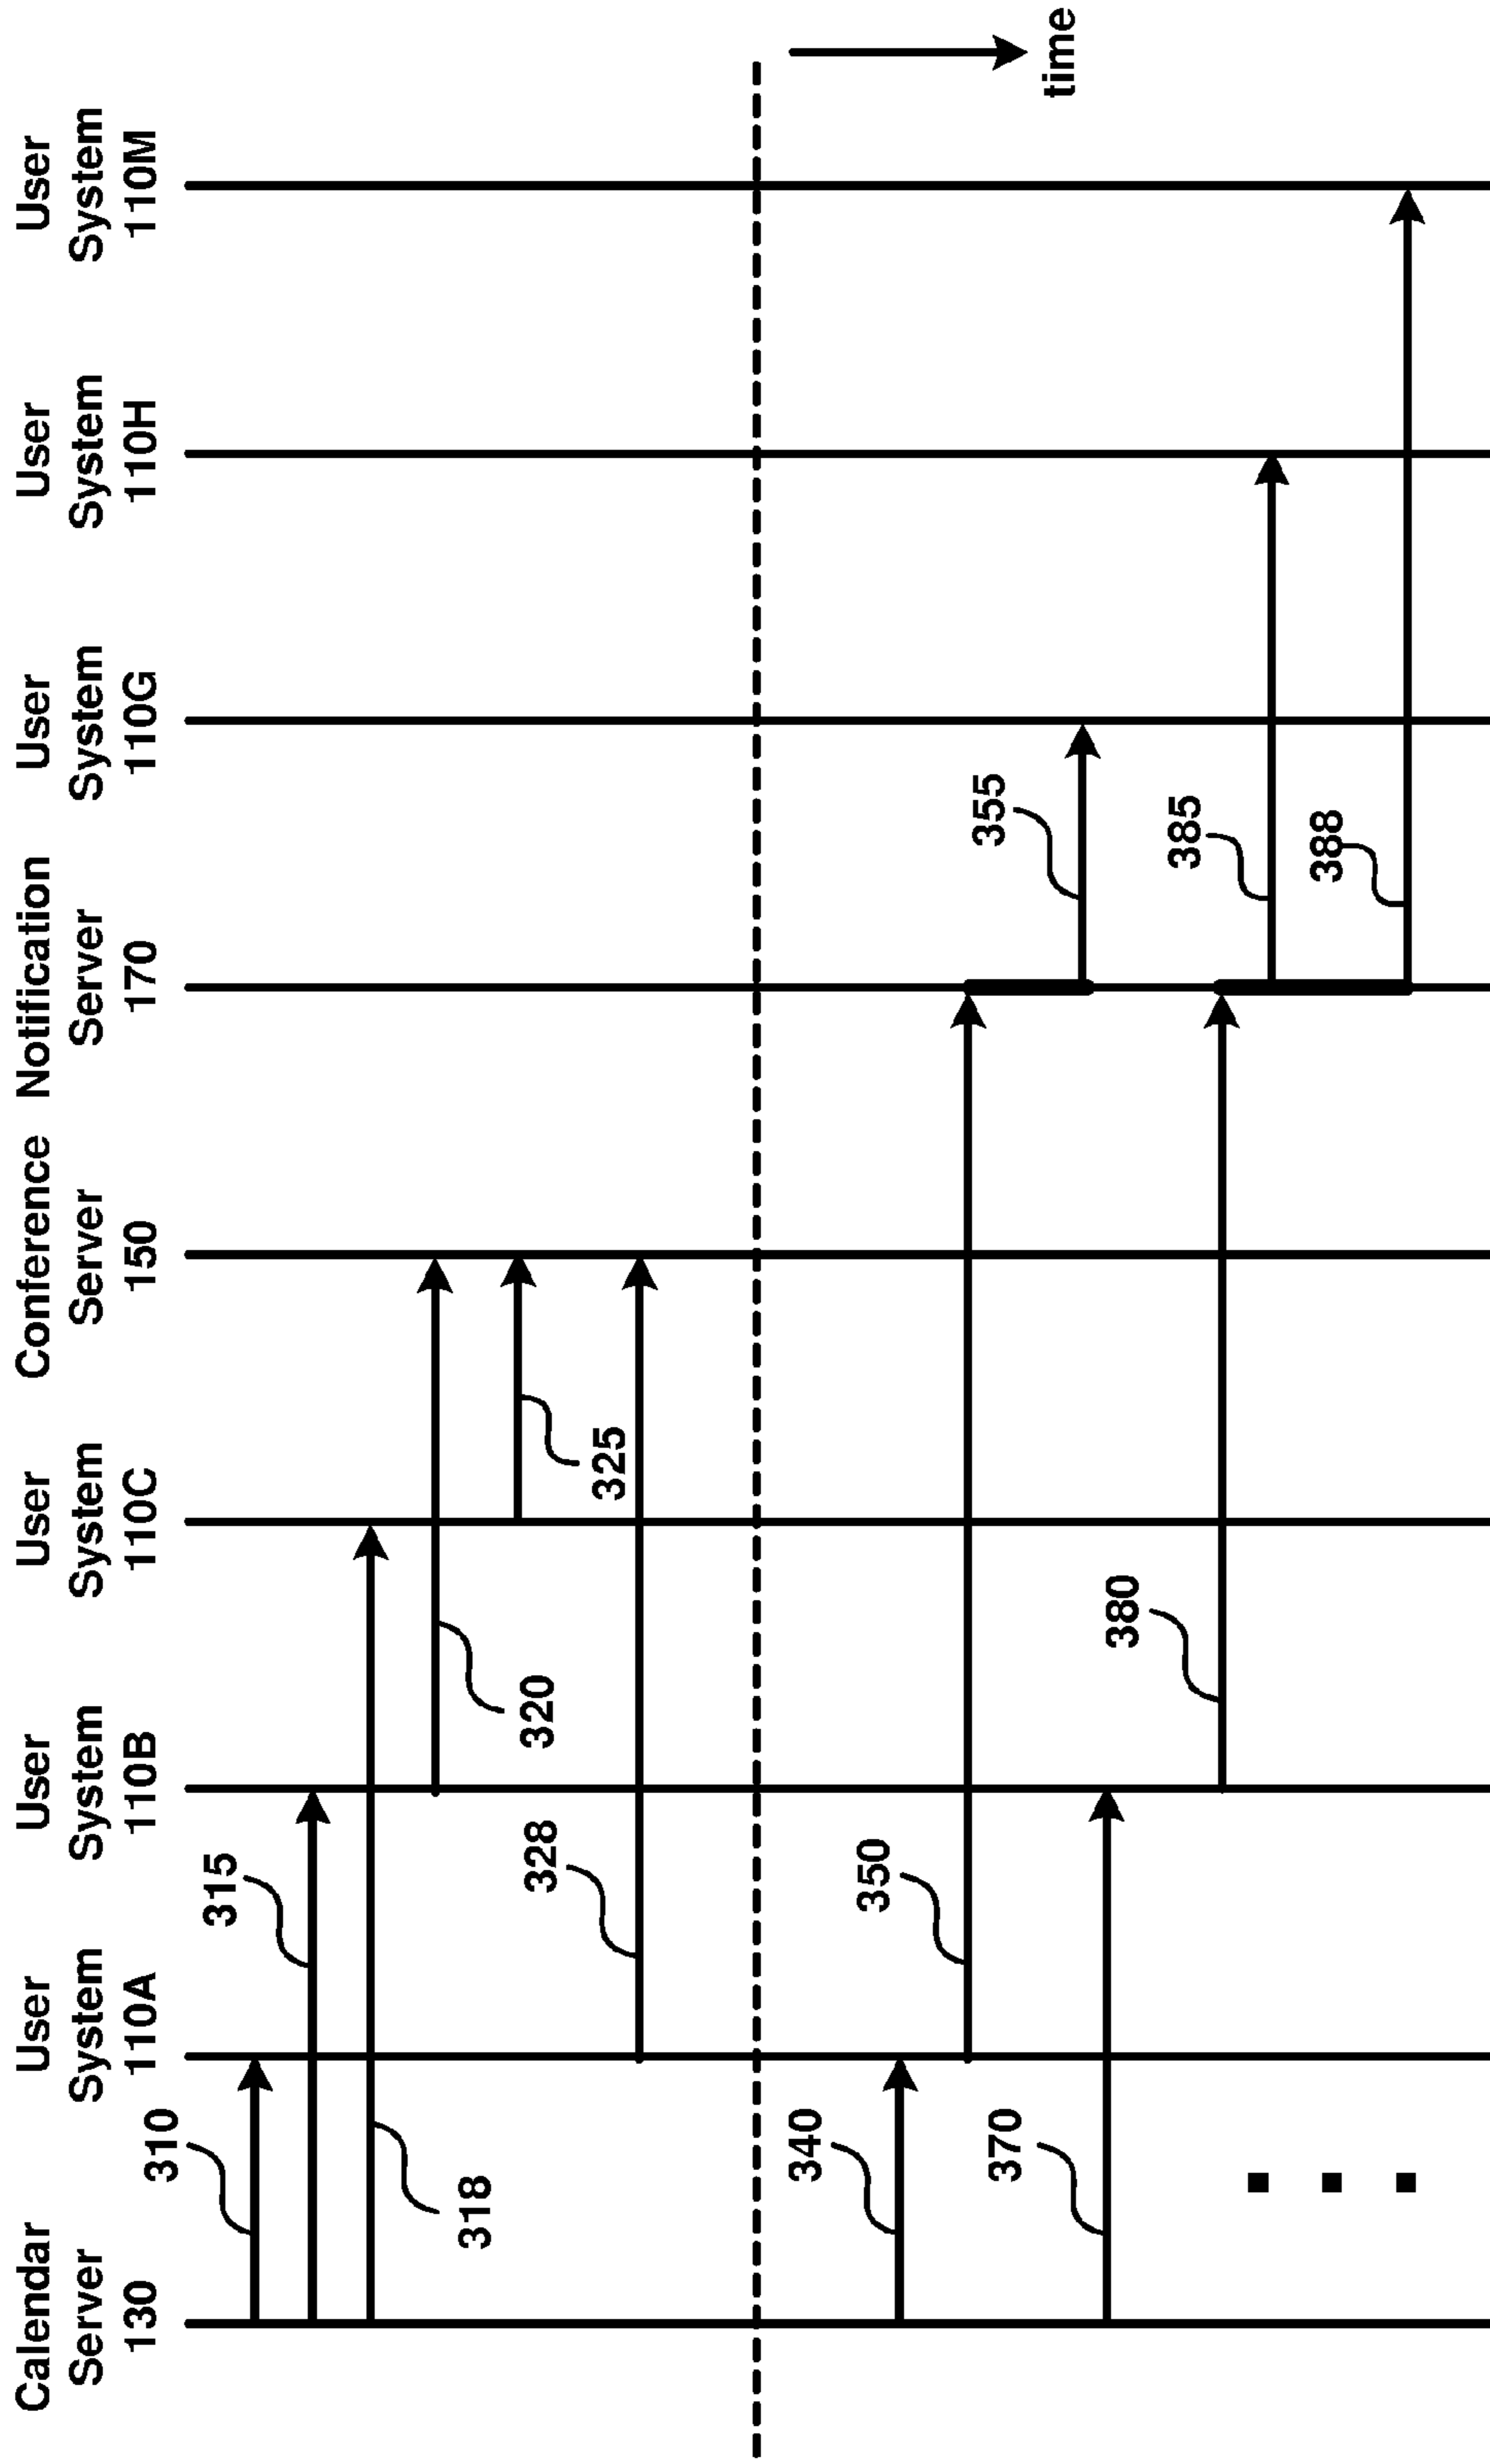 Calendar
Server
130
User
System
110A
User
System
110B
User
System
110C
Conference
Server
150
Notification
Server
170
User
System
110G
User
System
110H
User
System
110M
310
315
318
320
325
328
time
340
350
355
370
380
385
388